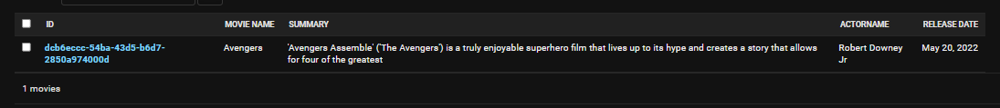 ID MOVIE NAME SUMMARY ACTORNAME RELEASE DATE
dcb6eccc-54ba-43d5-b6d7- Avengers 'Avengers Assemble' ('The Avengers') is a truly enjoyable superhero film that lives up to its hype and creates a story that allows Robert Downey May 20, 2022
2850a974000d for four of the greatest Jr
1 movies